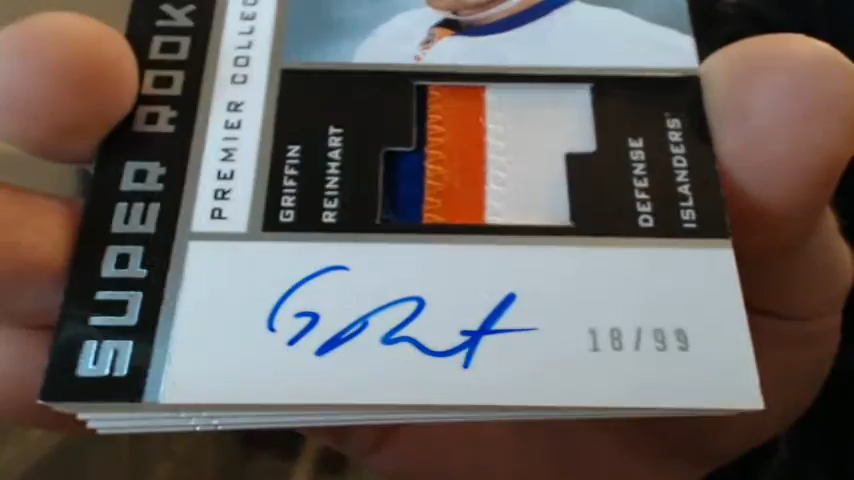 SUPER ROOK
PREMIER COLLEC
GRIFFIN
REINHART
DEFENSE
ISLANDERS'
18/99